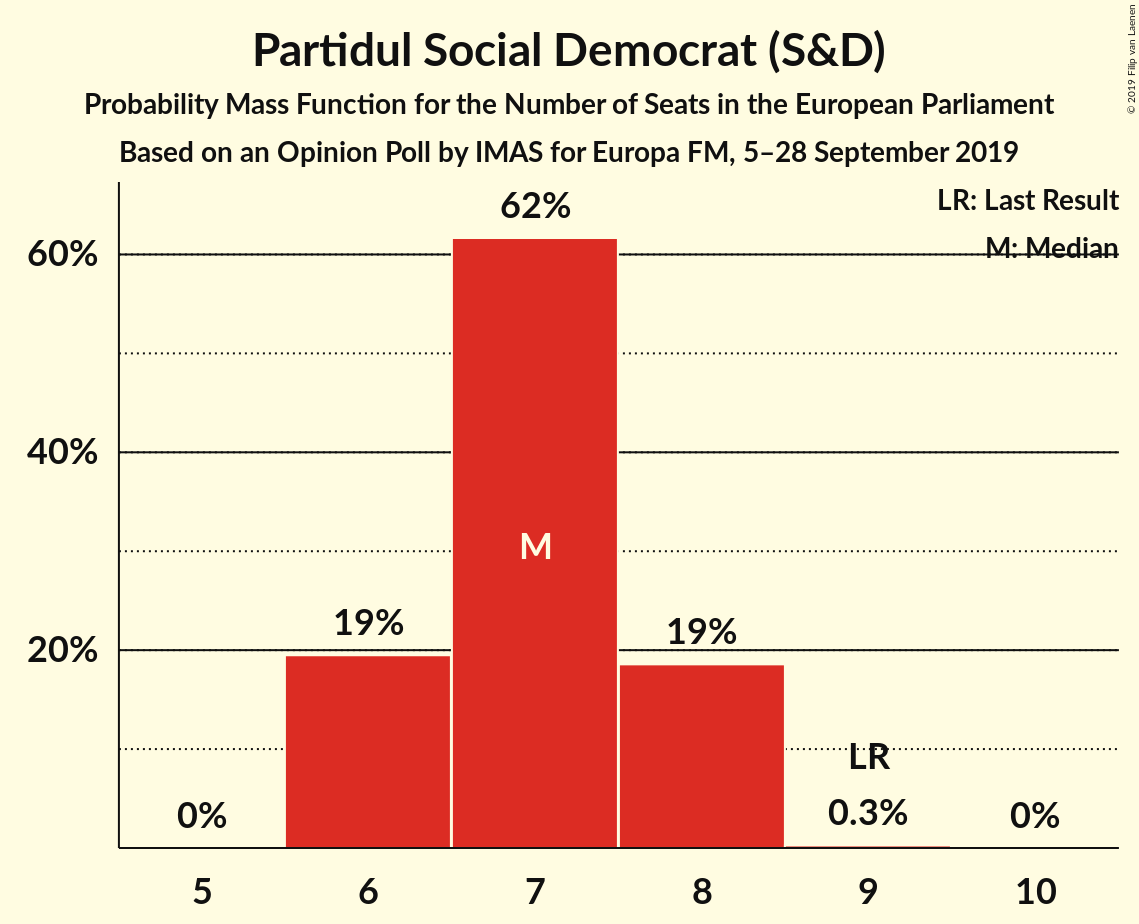 Partidul Social Democrat (S&D)
Probability Mass Function for the Number of Seats in the European Parliament
Based on an Opinion Poll by IMAS for Europa FM, 5–28 September 2019
© 2019 Filip van Laenen
LR: Last Result
M: Median
60%
40%
20%
62%
M
19%
19%
LR
0%
0.3%
0%
5
6
7
8
9
10